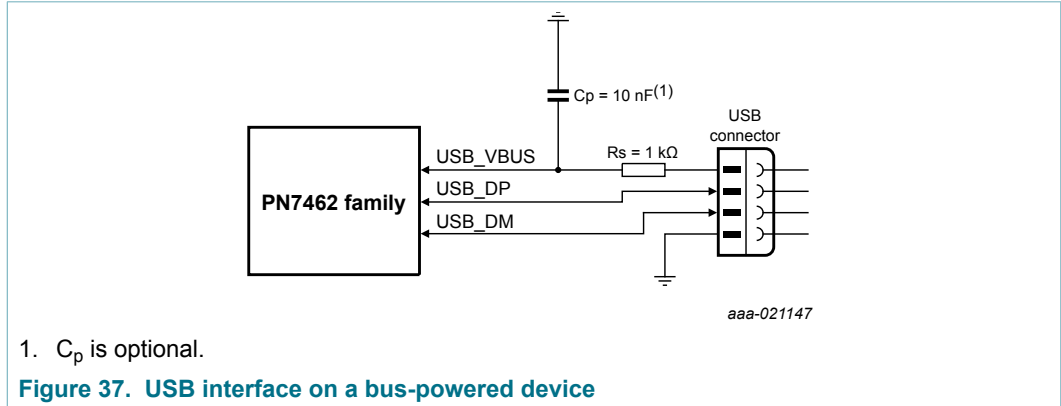 Cp = 10 nF(1)
USB
connector
USB_VBUS
Rs = 1 kΩ
USB_DP
PN7462 family
USB_DM
aaa-021147
1. Cp is optional.
Figure 37. USB interface on a bus-powered device